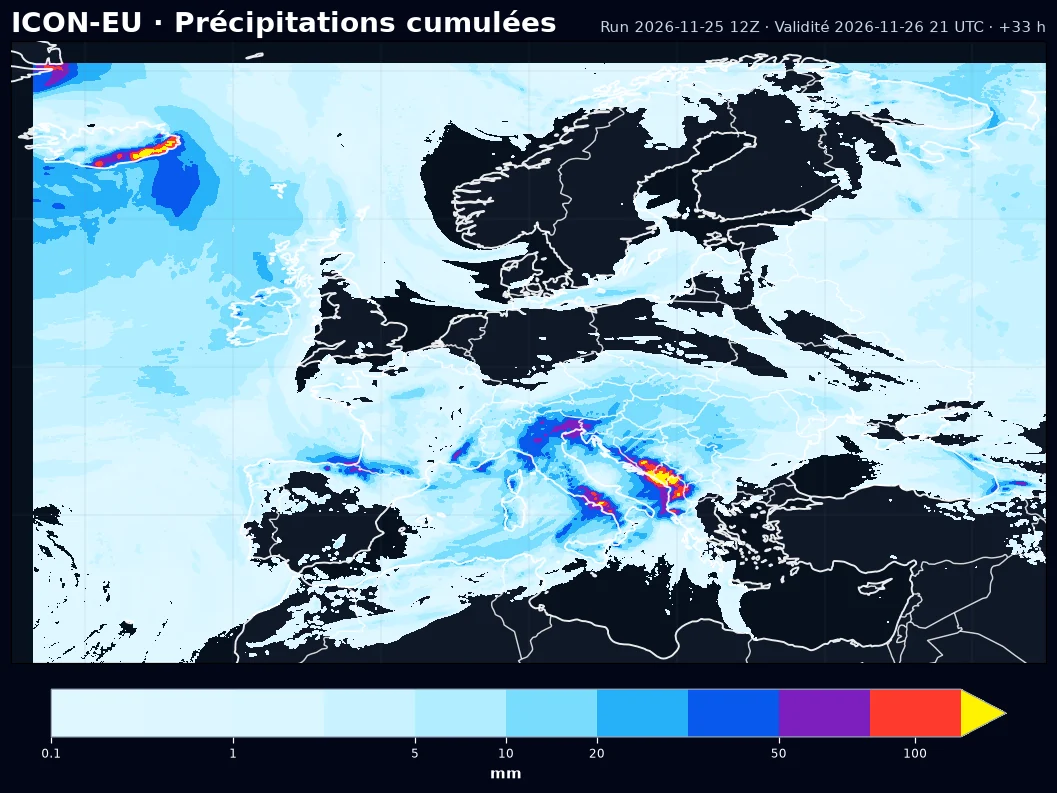 ICON-EU · Précipitations cumulées
Run 2026-11-25 12Z · Validité 2026-11-26 21 UTC · +33 h
0.1 1 5 10 20 50 100
mm